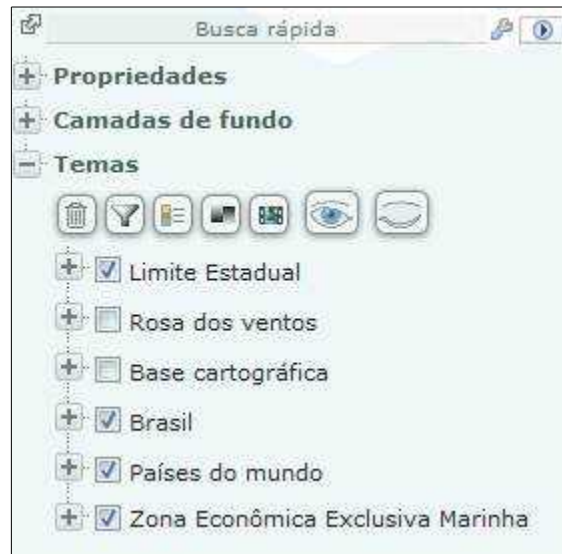 Busca rápida
Propriedades
Camadas de fundo
Temas
Limite Estadual
Rosa dos ventos
Base cartográfica
Brasil
Países do mundo
Zona Econômica Exclusiva Marinha